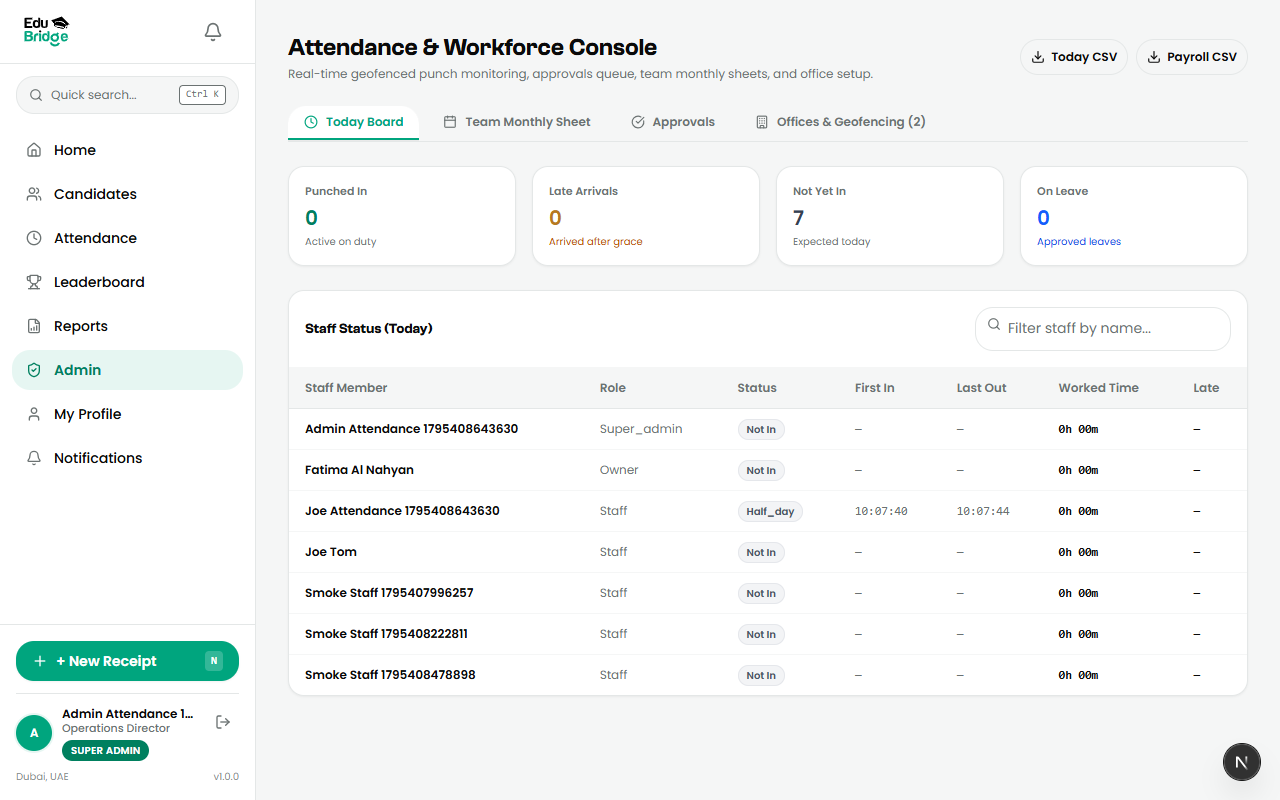 Edu
Bridge
Quick search...
Ctrl K
Home
Candidates
Attendance
Leaderboard
Reports
Admin
My Profile
Notifications
+ New Receipt
N
A
Admin Attendance 1...
Operations Director
SUPER ADMIN
Dubai, UAE
v1.0.0
Attendance & Workforce Console
Real-time geofenced punch monitoring, approvals queue, team monthly sheets, and office setup.
Today CSV
Payroll CSV
Today Board
Team Monthly Sheet
Approvals
Offices & Geofencing (2)
Punched In
0
Active on duty
Late Arrivals
0
Arrived after grace
Not Yet In
7
Expected today
On Leave
0
Approved leaves
Staff Status (Today)
Filter staff by name...
Staff Member Role Status First In Last Out Worked Time Late
Admin Attendance 1795408643630 Super_admin Not In — — 0h 00m —
Fatima Al Nahyan Owner Not In — — 0h 00m —
Joe Attendance 1795408643630 Staff Half_day 10:07:40 10:07:44 0h 00m —
Joe Tom Staff Not In — — 0h 00m —
Smoke Staff 1795407996257 Staff Not In — — 0h 00m —
Smoke Staff 1795408222811 Staff Not In — — 0h 00m —
Smoke Staff 1795408478898 Staff Not In — — 0h 00m —
N